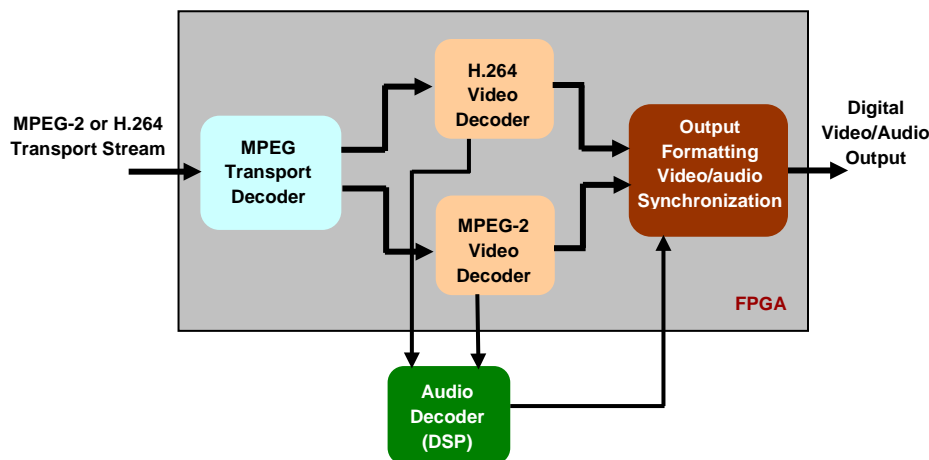 MPEG-2 or H.264
Transport Stream
MPEG
Transport
Decoder
H.264
Video
Decoder
MPEG-2
Video
Decoder
Output
Formatting
Video/audio
Synchronization
Digital
Video/Audio
Output
FPGA
Audio
Decoder
(DSP)